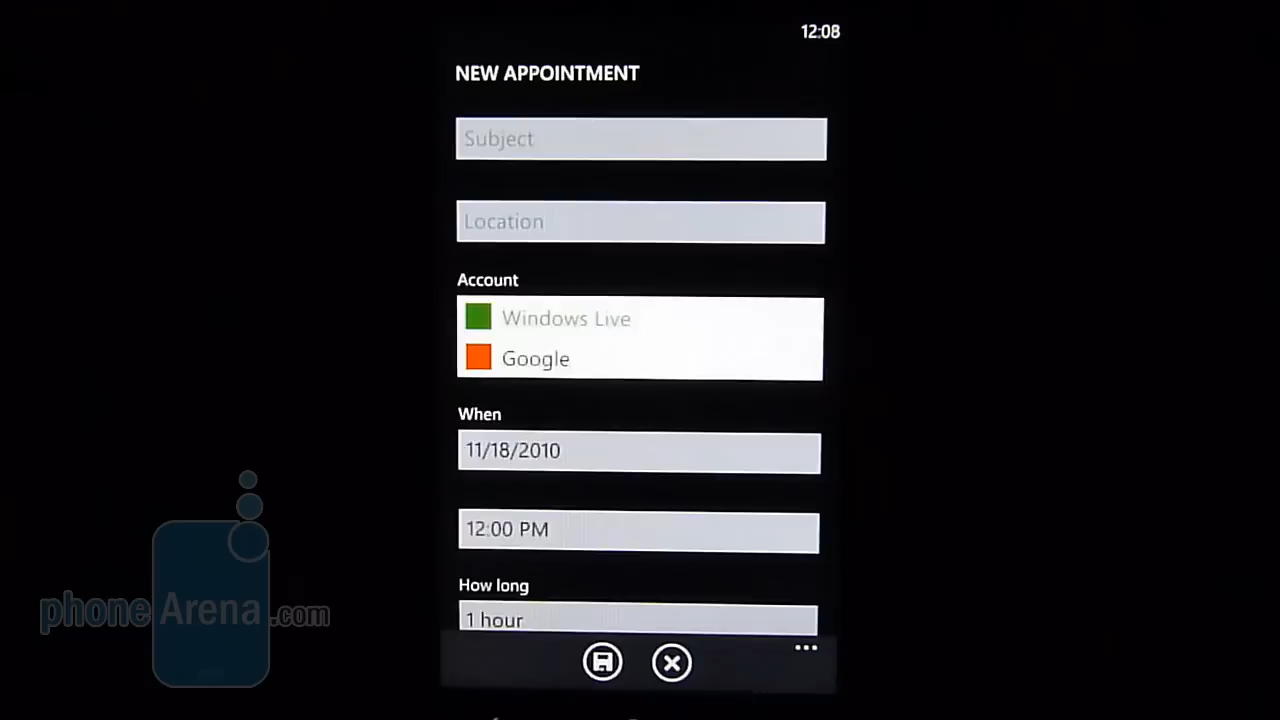 12:08
NEW APPOINTMENT
Subject
Location
Account
Windows Live
Google
When
11/18/2010
12:00 PM
How long
1 hour
phoneArena.com